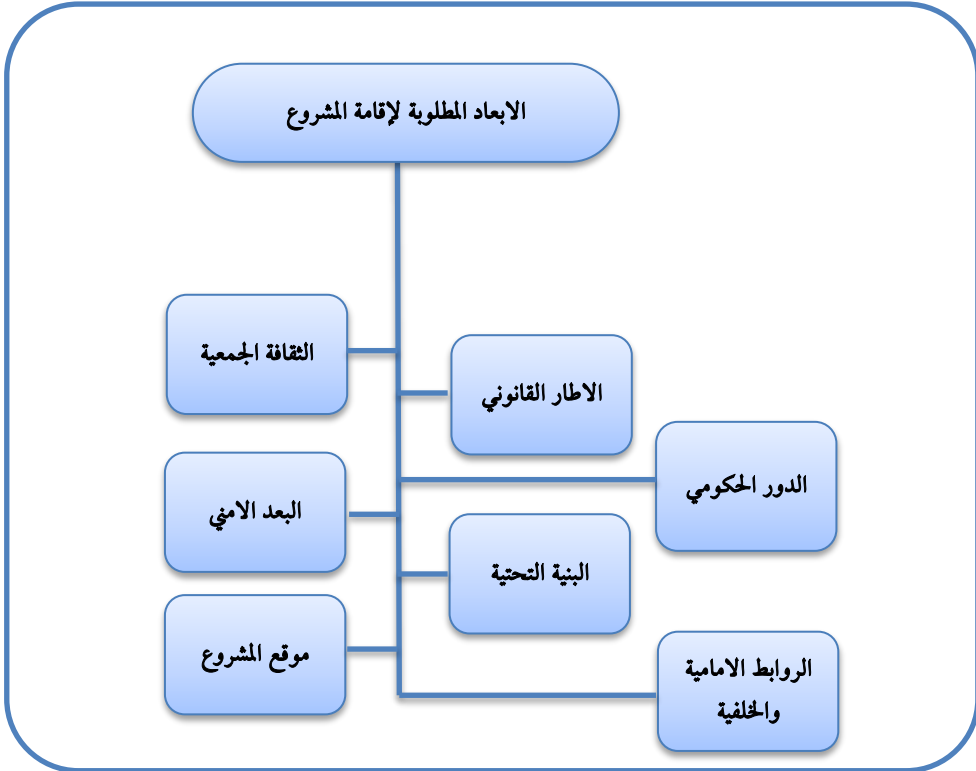 الابعاد المطلوبة لإقامة المشروع
الثقافة الجمعية
الاطار القانوني
الدور الحكومي
البعد الامني
البنية التحتية
موقع المشروع
الروابط الامامية
والخلفية